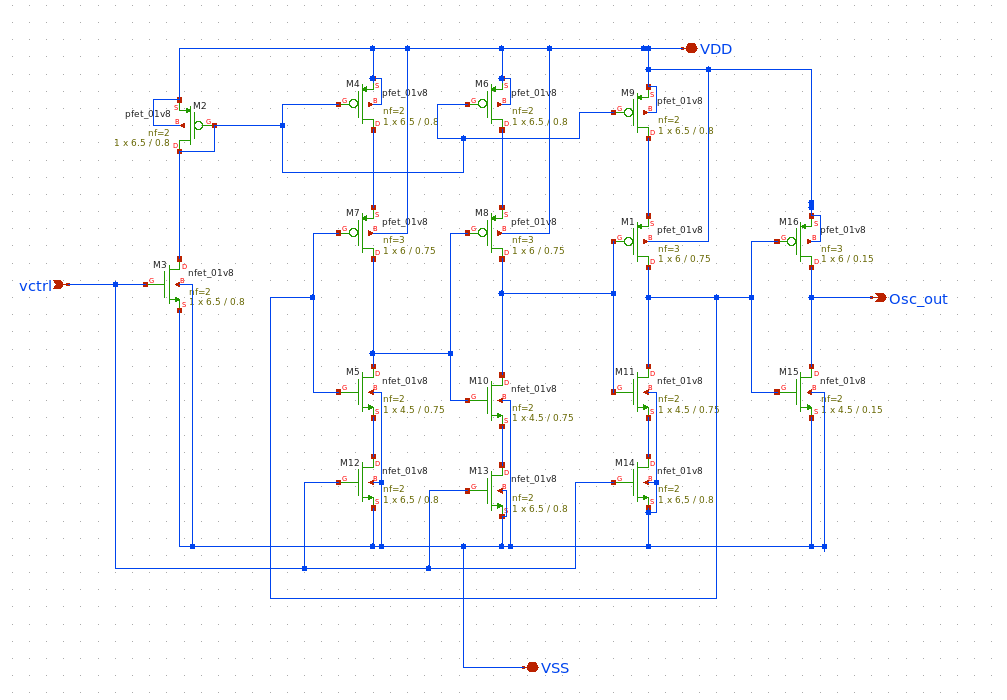 VDD
M2
S
pfet_01v8
B
G
nf=2
1 x 6.5 / 0.8
D
M4
S
pfet_01v8
G
B
nf=2
1 x 6.5 / 0.8
D
M6
S
pfet_01v8
G
B
nf=2
1 x 6.5 / 0.8
D
M9
S
pfet_01v8
G
B
nf=2
1 x 6.5 / 0.8
D
M7
S
pfet_01v8
G
B
nf=3
1 x 6 / 0.75
D
M8
S
pfet_01v8
G
B
nf=3
1 x 6 / 0.75
D
M1
S
pfet_01v8
G
B
nf=3
1 x 6 / 0.75
D
M16
S
pfet_01v8
G
B
nf=3
1 x 6 / 0.15
D
vctrl
M3
D
nfet_01v8
G
B
nf=2
1 x 6.5 / 0.8
S
Osc_out
M5
D
nfet_01v8
G
B
nf=2
1 x 4.5 / 0.75
S
M10
D
nfet_01v8
G
B
nf=2
1 x 4.5 / 0.75
S
M11
D
nfet_01v8
G
B
nf=2
1 x 4.5 / 0.75
S
M15
D
nfet_01v8
G
B
nf=2
1 x 4.5 / 0.15
S
M12
D
nfet_01v8
G
B
nf=2
1 x 6.5 / 0.8
S
M13
D
nfet_01v8
G
B
nf=2
1 x 6.5 / 0.8
S
M14
D
nfet_01v8
G
B
nf=2
1 x 6.5 / 0.8
S
VSS